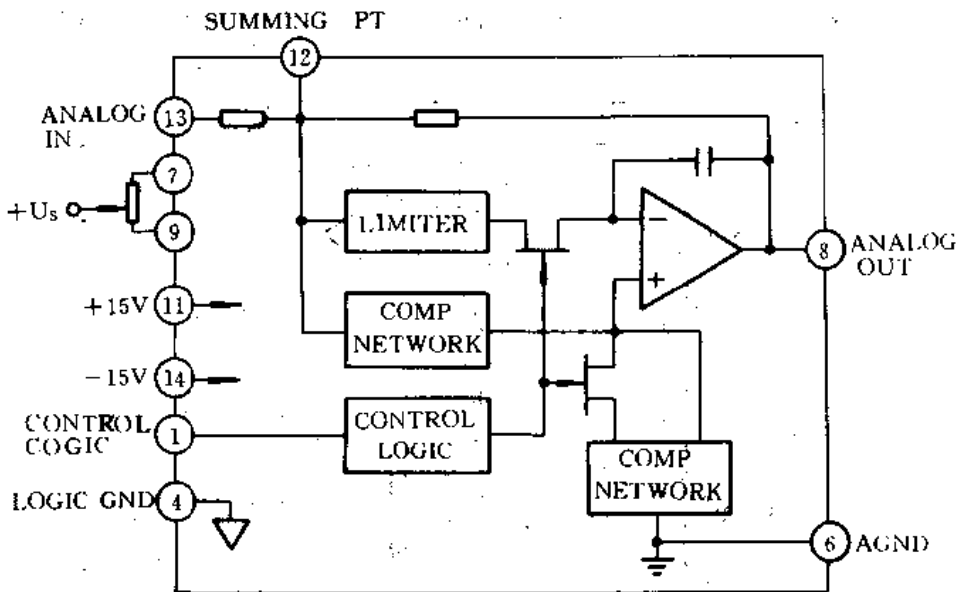 SUMMING PT
12
ANALOG
IN
13
7
+Us
9
+15V
11
-15V
14
CONTROL
COGIC
1
LOGIC GND
4
LIMITER
COMP
NETWORK
CONTROL
LOGIC
−
+
COMP
NETWORK
8
ANALOG
OUT
6
AGND